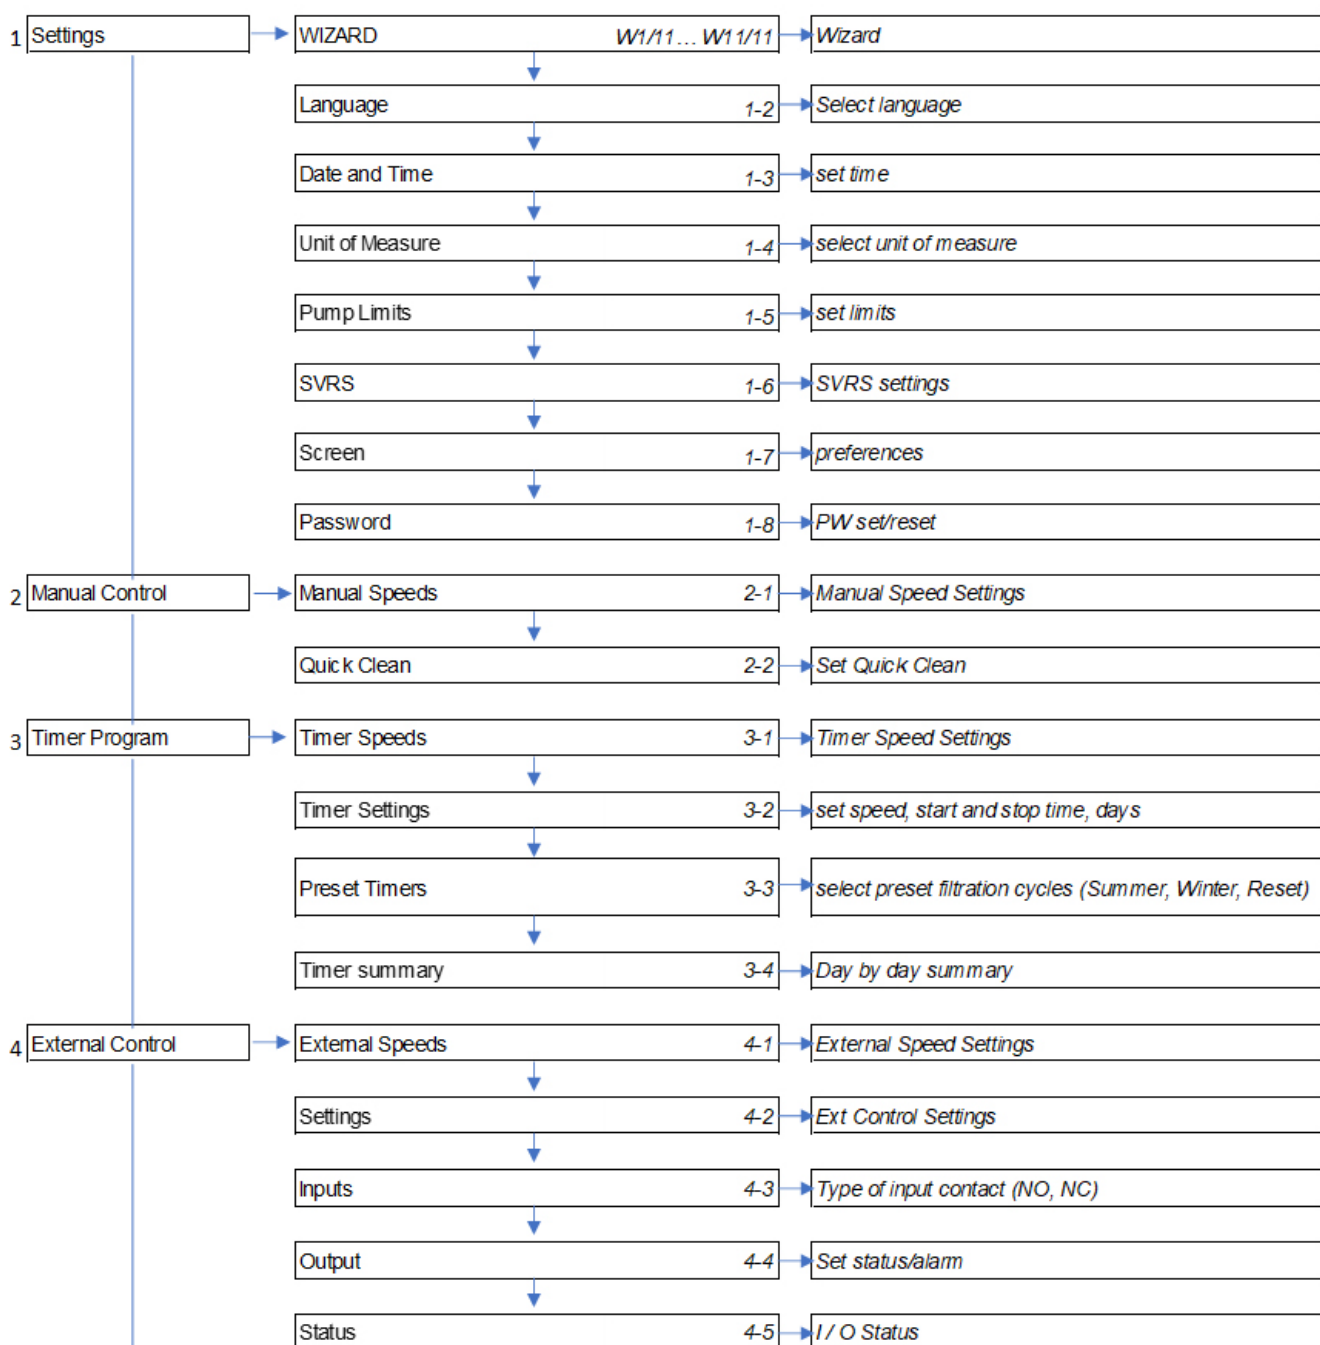 1 Settings WIZARD W1/11... W11/11 Wizard
Language 1-2 Select language
Date and Time 1-3 set time
Unit of Measure 1-4 select unit of measure
Pump Limits 1-5 set limits
SVRS 1-6 SVRS settings
Screen 1-7 preferences
Password 1-8 PW set/reset
2 Manual Control Manual Speeds 2-1 Manual Speed Settings
Quick Clean 2-2 Set Quick Clean
3 Timer Program Timer Speeds 3-1 Timer Speed Settings
Timer Settings 3-2 set speed, start and stop time, days
Preset Timers 3-3 select preset filtration cycles (Summer, Winter, Reset)
Timer summary 3-4 Day by day summary
4 External Control External Speeds 4-1 External Speed Settings
Settings 4-2 Ext Control Settings
Inputs 4-3 Type of input contact (NO, NC)
Output 4-4 Set status/alarm
Status 4-5 I / O Status